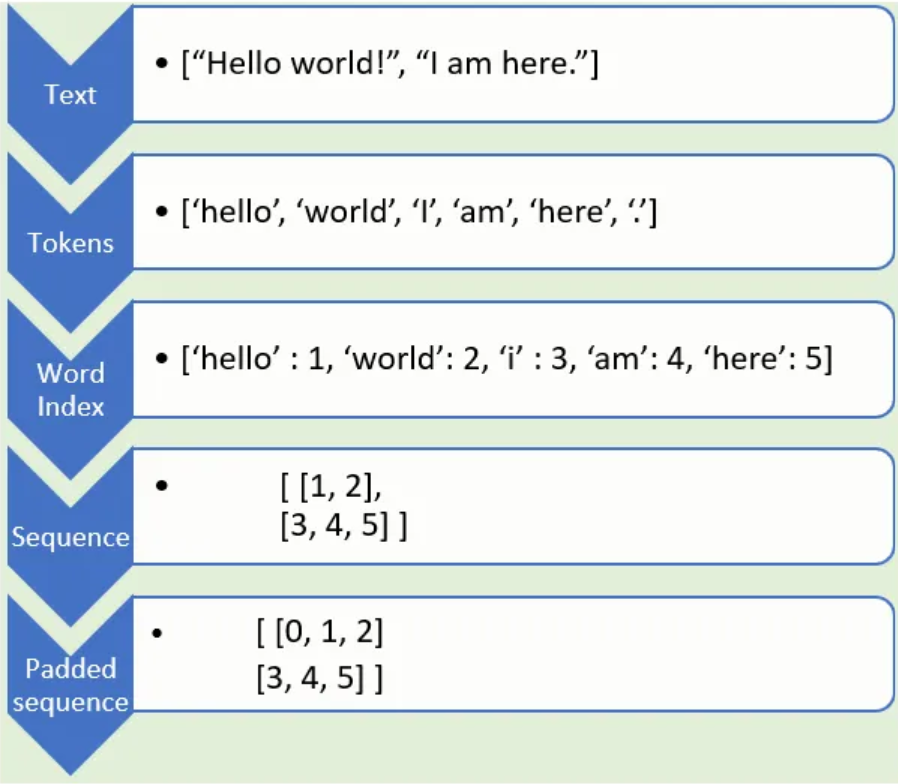 Text
• [“Hello world!”, “I am here.”]
Tokens
• [‘hello’, ‘world’, ‘I’, ‘am’, ‘here’, ‘.’]
Word
Index
• [‘hello’ : 1, ‘world’: 2, ‘i’ : 3, ‘am’: 4, ‘here’: 5]
Sequence
• [ [1, 2],
[3, 4, 5] ]
Padded
sequence
• [ [0, 1, 2]
[3, 4, 5] ]